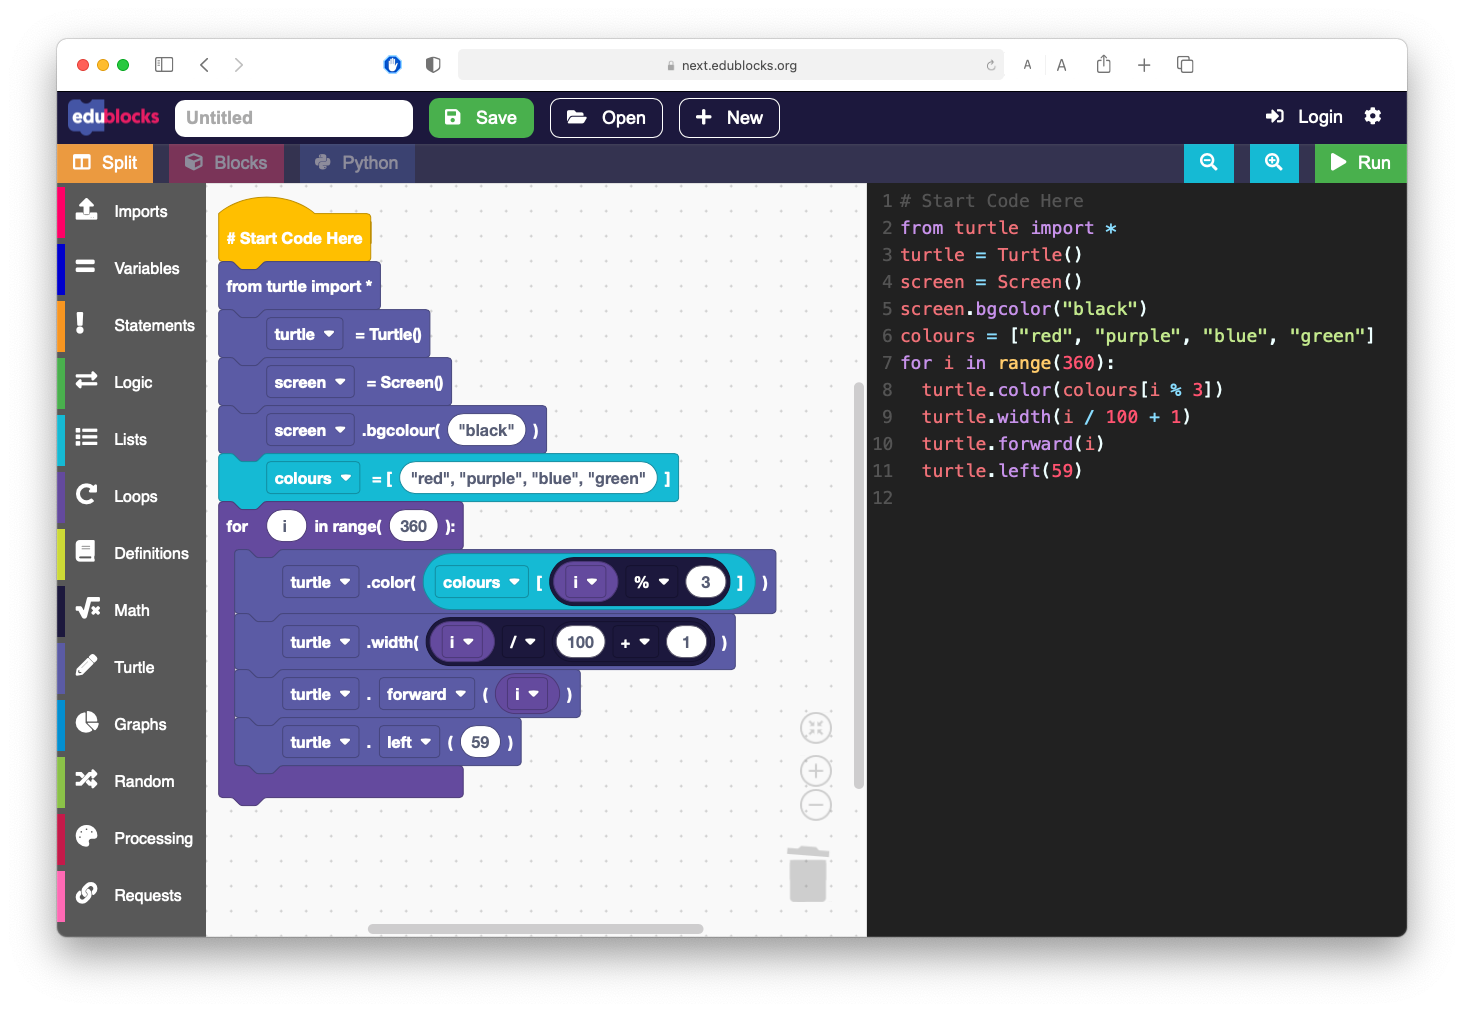 next.edublocks.org
A A
edublocks
Untitled
Save
Open
New
Login
Split
Blocks
Python
Run
Imports
Variables
Statements
Logic
Lists
Loops
Definitions
Math
Turtle
Graphs
Random
Processing
Requests
# Start Code Here
from turtle import *
turtle = Turtle()
screen = Screen()
screen .bgcolour( "black" )
colours = [ "red", "purple", "blue", "green" ]
for i in range( 360 ):
turtle .color( colours [ i % 3 ] )
turtle .width( i / 100 + 1 )
turtle . forward ( i )
turtle . left ( 59 )
1 # Start Code Here
2 from turtle import *
3 turtle = Turtle()
4 screen = Screen()
5 screen.bgcolor("black")
6 colours = ["red", "purple", "blue", "green"]
7 for i in range(360):
8 turtle.color(colours[i % 3])
9 turtle.width(i / 100 + 1)
10 turtle.forward(i)
11 turtle.left(59)
12